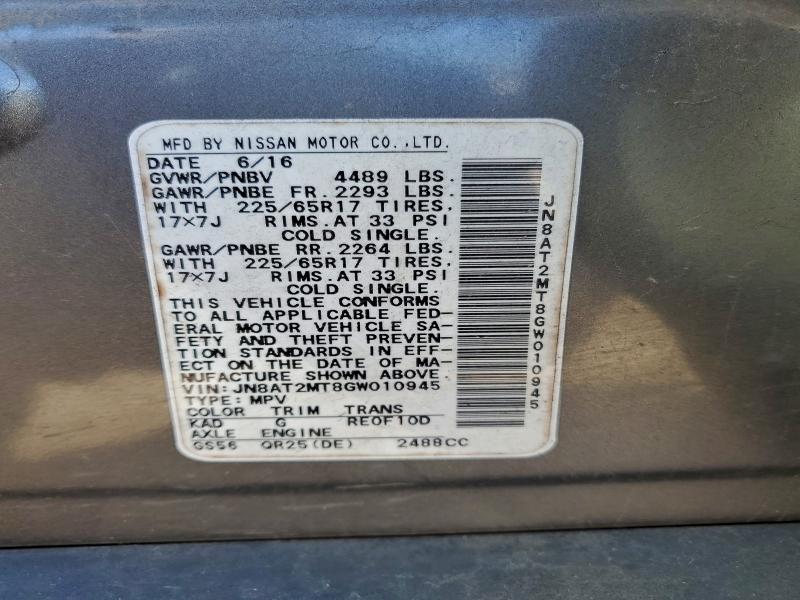 MFD BY NISSAN MOTOR CO.,LTD.
DATE 6/16
GVWR/PNBV 4489 LBS.
GAWR/PNBE FR. 2293 LBS.
WITH 225/65R17 TIRES.
17×7J RIMS. AT 33 PSI
COLD SINGLE.
GAWR/PNBE RR. 2264 LBS.
WITH 225/65R17 TIRES.
17×7J RIMS. AT 33 PSI
COLD SINGLE.
THIS VEHICLE CONFORMS
TO ALL APPLICABLE FED-
ERAL MOTOR VEHICLE SA-
FETY AND THEFT PREVEN-
TION STANDARDS IN EFF-
ECT ON THE DATE OF MA-
NUFACTURE SHOWN ABOVE.
VIN: JN8AT2MT8GW010945
TYPE: MPV
COLOR TRIM TRANS
KAD G RE0F10D
AXLE ENGINE
GS56 QR25(DE) 2488CC
JN8AT2MT8GW010945